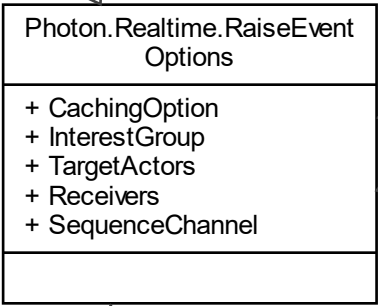 Photon.Realtime.RaiseEvent
Options
+ CachingOption
+ InterestGroup
+ TargetActors
+ Receivers
+ SequenceChannel